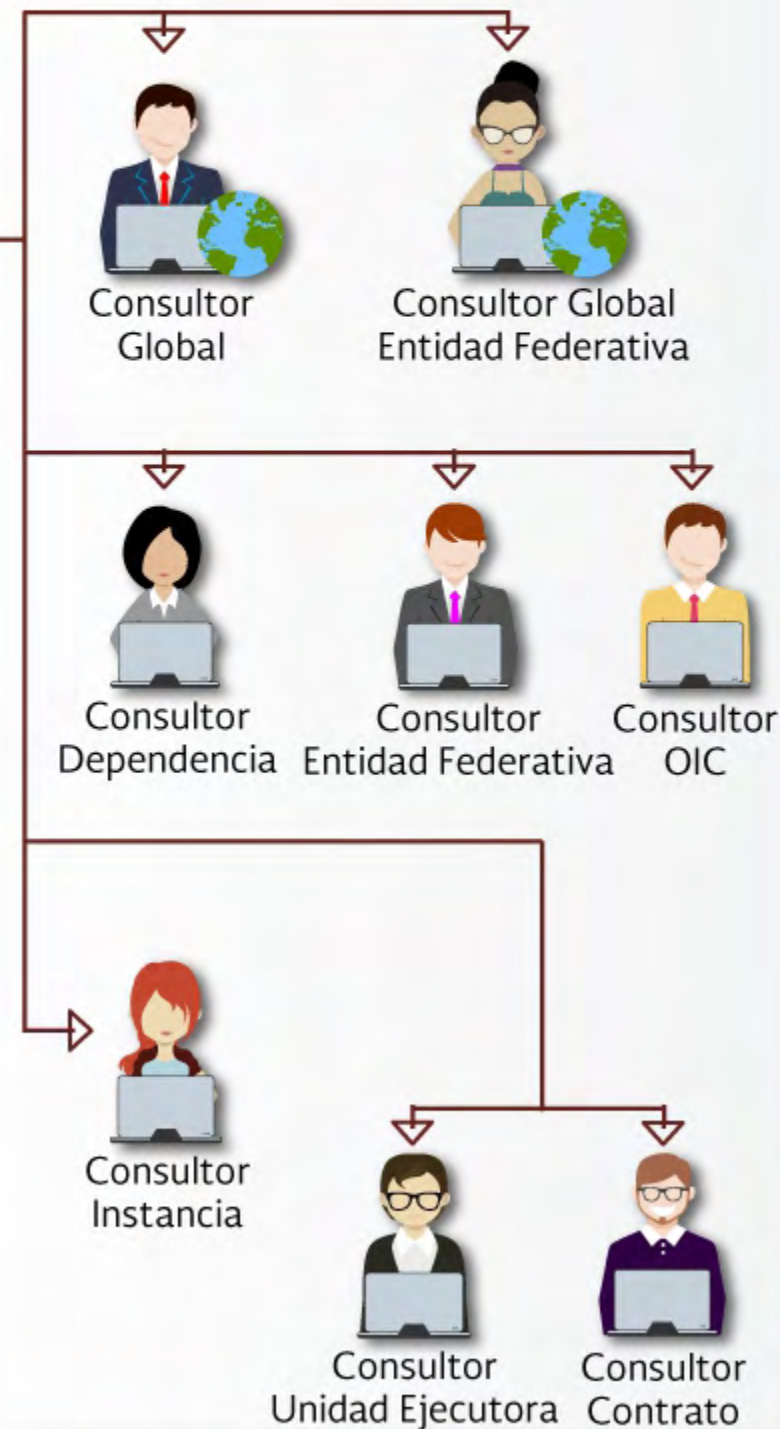 Consultor
Global
Consultor Global
Entidad Federativa
Consultor
Dependencia
Consultor
Entidad Federativa
Consultor
OIC
Consultor
Instancia
Consultor
Unidad Ejecutora
Consultor
Contrato